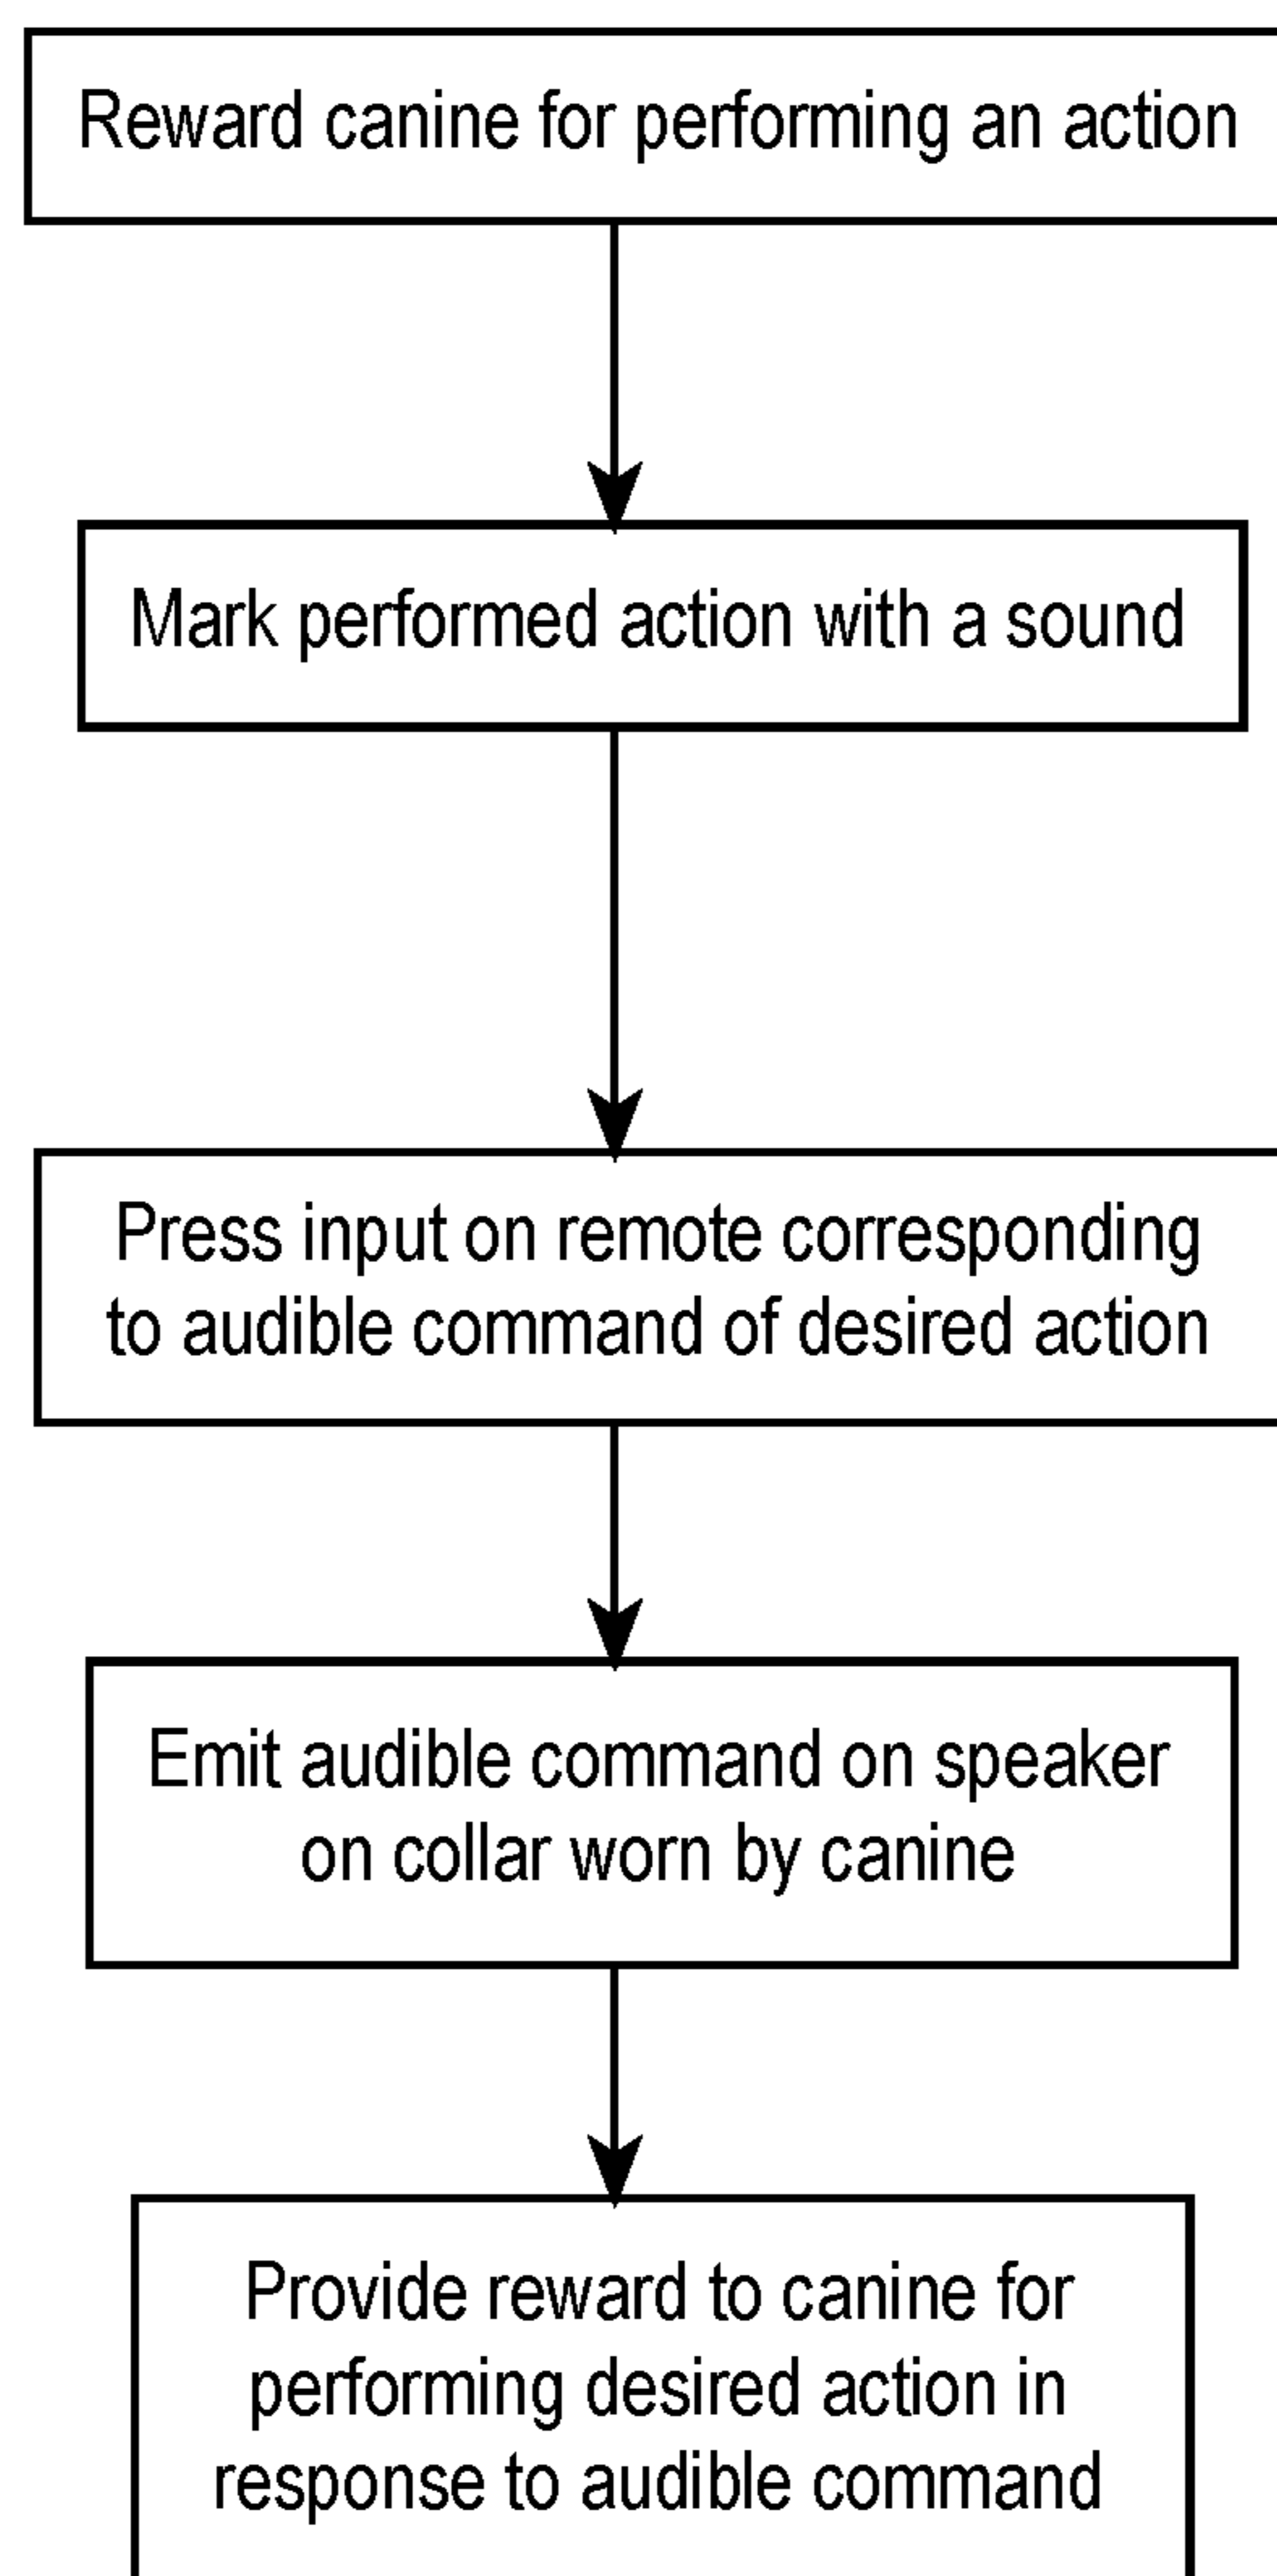 Reward canine for performing an action
Mark performed action with a sound
Press input on remote corresponding
to audible command of desired action
Emit audible command on speaker
on collar worn by canine
Provide reward to canine for
performing desired action in
response to audible command